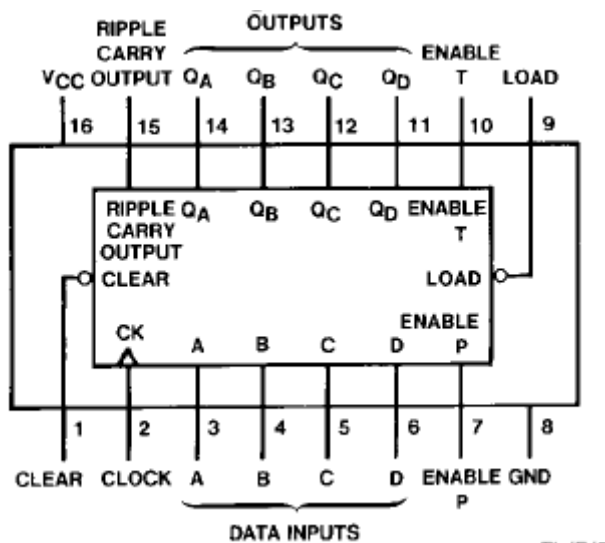 OUTPUTS
RIPPLE
CARRY
OUTPUT
VCC
QA
QB
QC
QD
ENABLE
T
LOAD
16
15
14
13
12
11
10
9
RIPPLE
CARRY
OUTPUT
QA
QB
QC
QD
ENABLE
T
CLEAR
LOAD
CK
A
B
C
D
ENABLE
P
1
2
3
4
5
6
7
8
CLEAR
CLOCK
A
B
C
D
ENABLE
P
GND
DATA INPUTS